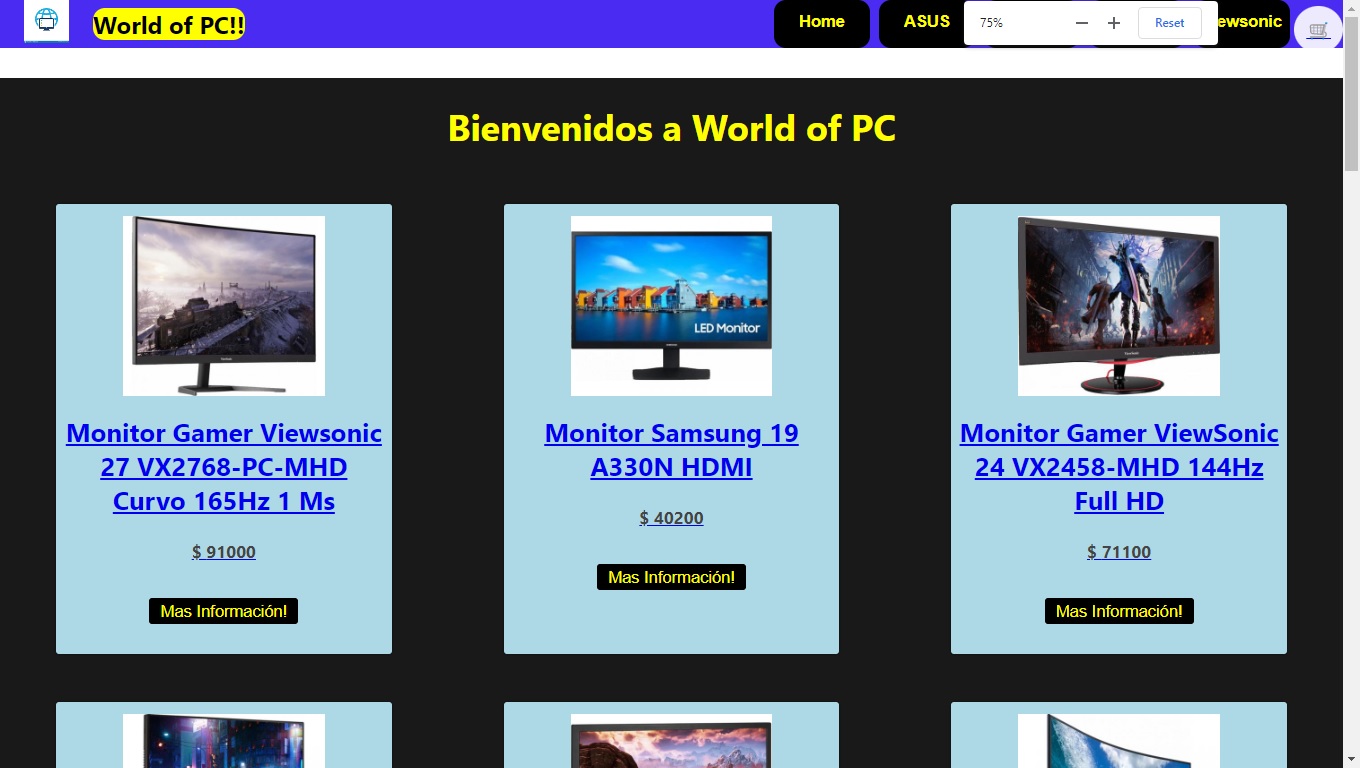 World of PC!!
Home
ASUS
ewsonic
75%
Reset
Bienvenidos a World of PC
LED Monitor
Monitor Gamer Viewsonic
27 VX2768-PC-MHD
Curvo 165Hz 1 Ms
$ 91000
Mas Información!
Monitor Samsung 19
A330N HDMI
$ 40200
Mas Información!
Monitor Gamer ViewSonic
24 VX2458-MHD 144Hz
Full HD
$ 71100
Mas Información!